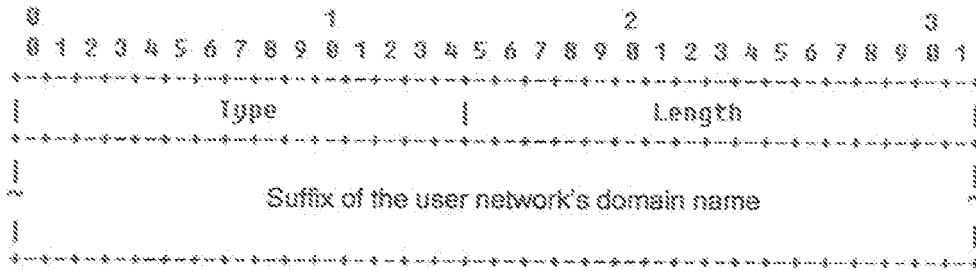 0 1 2 3
0 1 2 3 4 5 6 7 8 9 0 1 2 3 4 5 6 7 8 9 0 1 2 3 4 5 6 7 8 9 0 1
+-+-+-+-+-+-+-+-+-+-+-+-+-+-+-+-+-+-+-+-+-+-+-+-+-+-+-+-+-+-+-+-+
| Type | Length |
+-+-+-+-+-+-+-+-+-+-+-+-+-+-+-+-+-+-+-+-+-+-+-+-+-+-+-+-+-+-+-+-+
| |
~ Suffix of the user network's domain name ~
| |
+-+-+-+-+-+-+-+-+-+-+-+-+-+-+-+-+-+-+-+-+-+-+-+-+-+-+-+-+-+-+-+-+